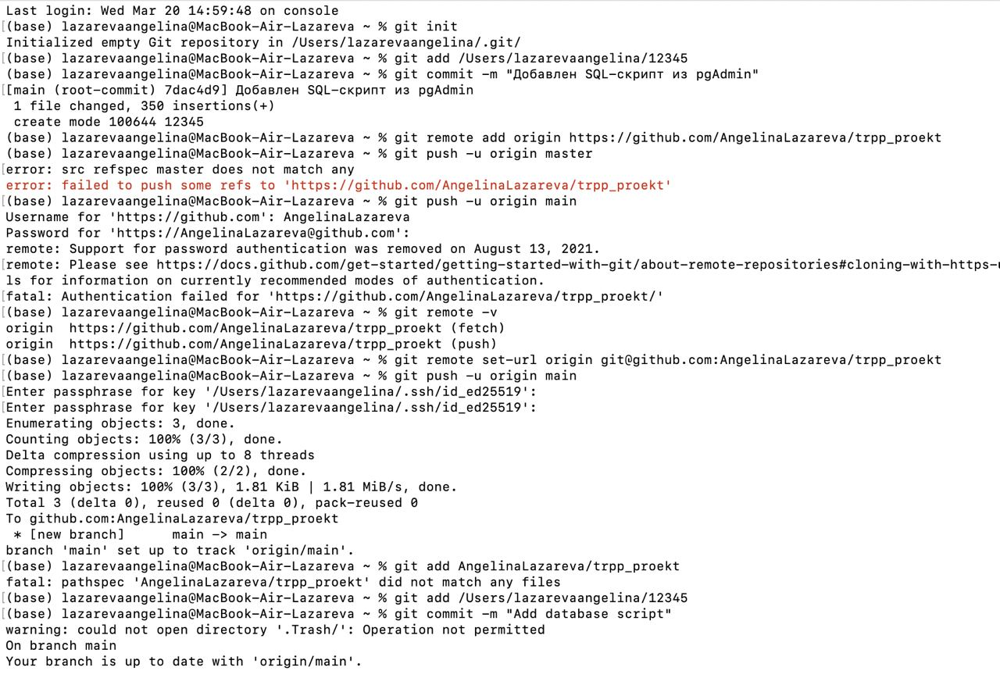 Last login: Wed Mar 20 14:59:48 on console
[(base) lazarevaangelina@MacBook-Air-Lazareva ~ % git init
Initialized empty Git repository in /Users/lazarevaangelina/.git/
[(base) lazarevaangelina@MacBook-Air-Lazareva ~ % git add /Users/lazarevaangelina/12345
(base) lazarevaangelina@MacBook-Air-Lazareva ~ % git commit -m "Добавлен SQL-скрипт из pgAdmin"
[[main (root-commit) 7dac4d9] Добавлен SQL-скрипт из pgAdmin
1 file changed, 350 insertions(+)
create mode 100644 12345
(base) lazarevaangelina@MacBook-Air-Lazareva ~ % git remote add origin https://github.com/AngelinaLazareva/trpp_proekt
(base) lazarevaangelina@MacBook-Air-Lazareva ~ % git push -u origin master
[error: src refspec master does not match any
error: failed to push some refs to 'https://github.com/AngelinaLazareva/trpp_proekt'
[(base) lazarevaangelina@MacBook-Air-Lazareva ~ % git push -u origin main
Username for 'https://github.com': AngelinaLazareva
Password for 'https://AngelinaLazareva@github.com':
remote: Support for password authentication was removed on August 13, 2021.
[remote: Please see https://docs.github.com/get-started/getting-started-with-git/about-remote-repositories#cloning-with-https-u
ls for information on currently recommended modes of authentication.
[fatal: Authentication failed for 'https://github.com/AngelinaLazareva/trpp_proekt/'
[(base) lazarevaangelina@MacBook-Air-Lazareva ~ % git remote -v
origin  https://github.com/AngelinaLazareva/trpp_proekt (fetch)
origin  https://github.com/AngelinaLazareva/trpp_proekt (push)
[(base) lazarevaangelina@MacBook-Air-Lazareva ~ % git remote set-url origin git@github.com:AngelinaLazareva/trpp_proekt
[(base) lazarevaangelina@MacBook-Air-Lazareva ~ % git push -u origin main
[Enter passphrase for key '/Users/lazarevaangelina/.ssh/id_ed25519':
[Enter passphrase for key '/Users/lazarevaangelina/.ssh/id_ed25519':
Enumerating objects: 3, done.
Counting objects: 100% (3/3), done.
Delta compression using up to 8 threads
Compressing objects: 100% (2/2), done.
Writing objects: 100% (3/3), 1.81 KiB | 1.81 MiB/s, done.
Total 3 (delta 0), reused 0 (delta 0), pack-reused 0
To github.com:AngelinaLazareva/trpp_proekt
* [new branch]      main -> main
branch 'main' set up to track 'origin/main'.
[(base) lazarevaangelina@MacBook-Air-Lazareva ~ % git add AngelinaLazareva/trpp_proekt
fatal: pathspec 'AngelinaLazareva/trpp_proekt' did not match any files
[(base) lazarevaangelina@MacBook-Air-Lazareva ~ % git add /Users/lazarevaangelina/12345
[(base) lazarevaangelina@MacBook-Air-Lazareva ~ % git commit -m "Add database script"
warning: could not open directory '.Trash/': Operation not permitted
On branch main
Your branch is up to date with 'origin/main'.